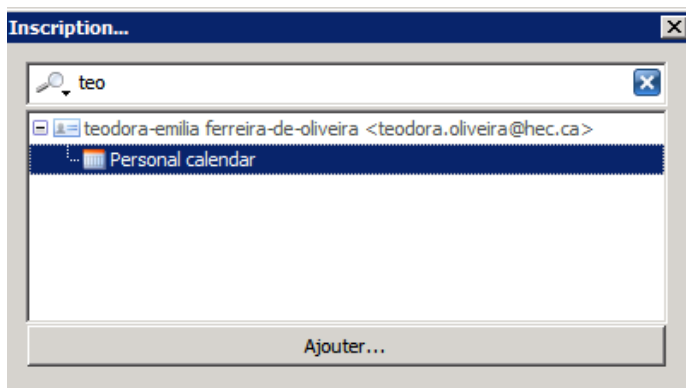 Inscription...
teo
teodora-emilia ferreira-de-oliveira <teodora.oliveira@hec.ca>
Personal calendar
Ajouter...